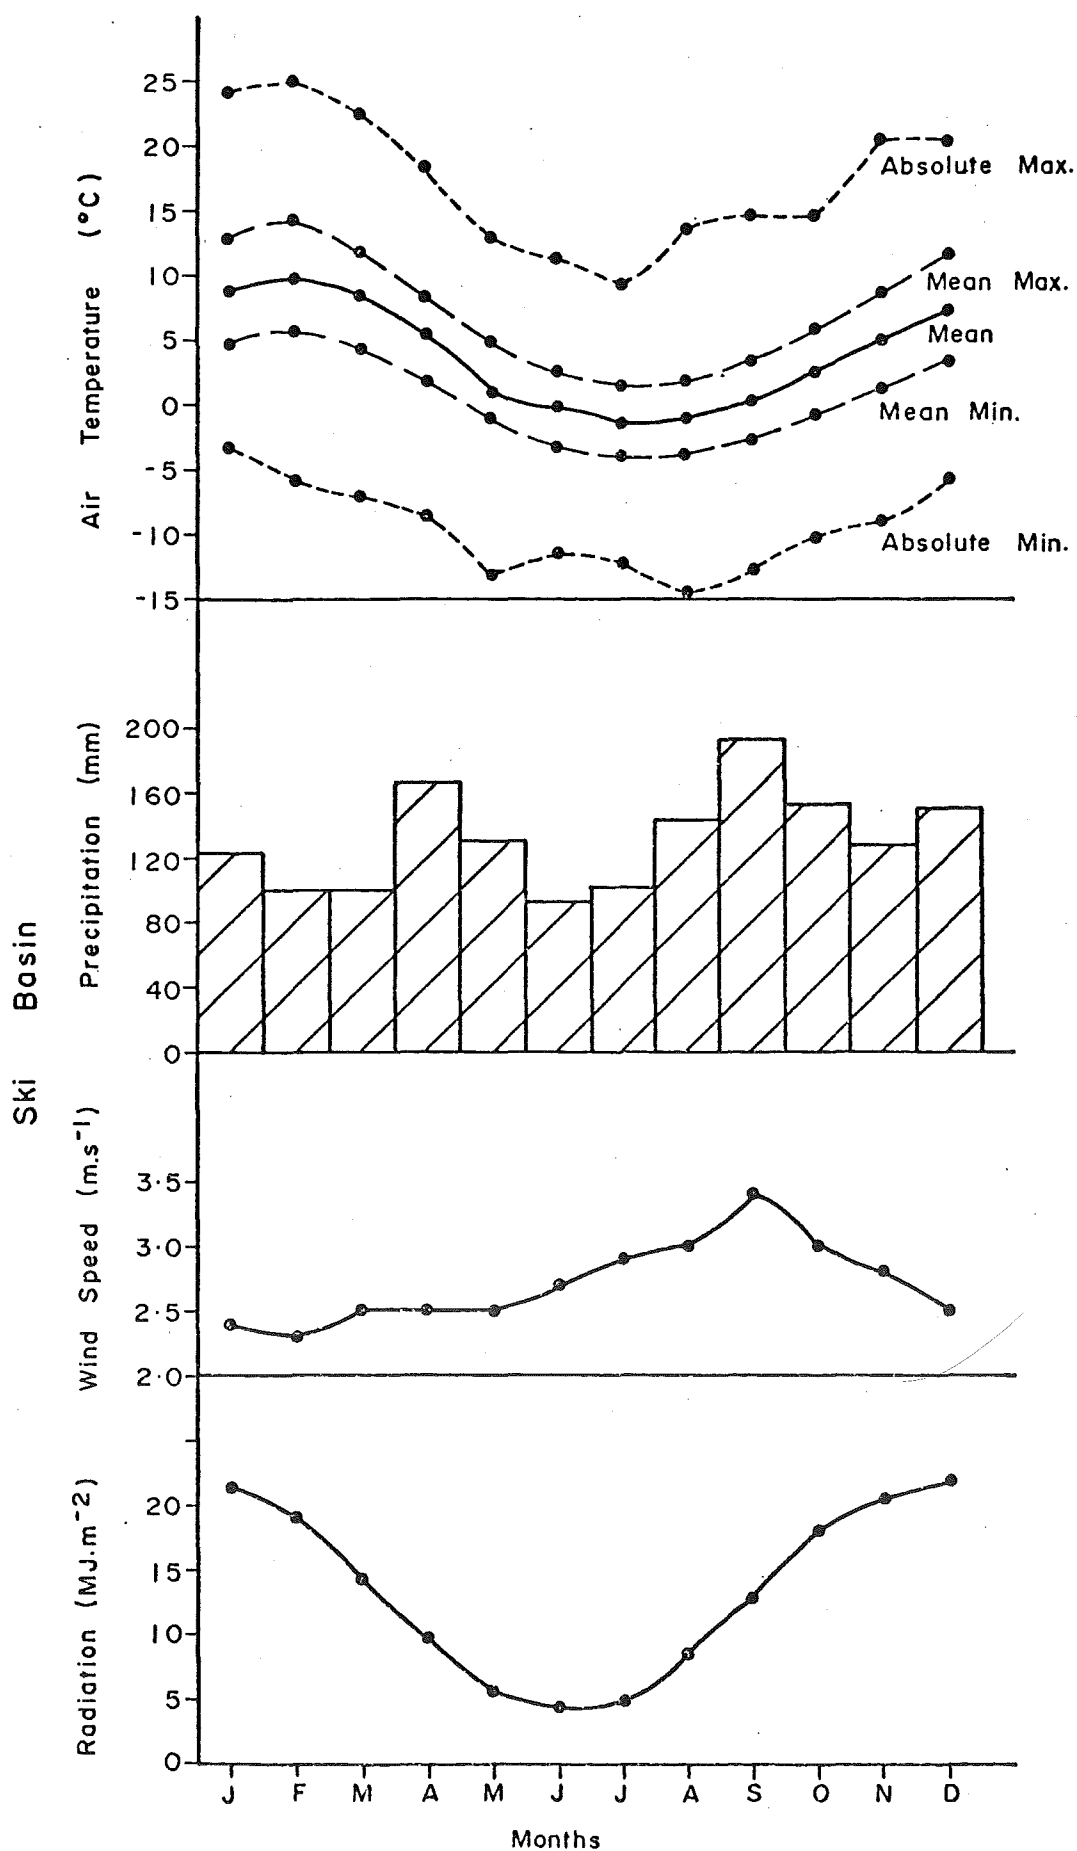 Ski Basin
Air Temperature (°C)
25
20
15
10
5
0
-5
-10
-15
Absolute Max.
Mean Max.
Mean
Mean Min.
Absolute Min.
Precipitation (mm)
200
160
120
80
40
0
Wind Speed (m.s⁻¹)
3·5
3·0
2·5
2·0
Radiation (MJ.m⁻²)
20
15
10
5
0
J F M A M J J A S O N D
Months